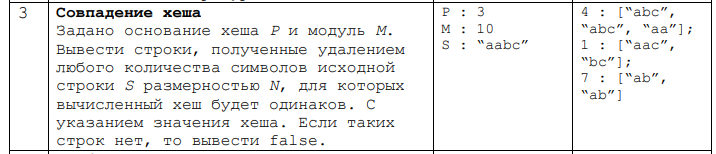 3
Совпадение хеша
Задано основание хеша P и модуль M.
Вывести строки, полученные удалением
любого количества символов исходной
строки S размерностью N, для которых
вычисленный хеш будет одинаков. С
указанием значения хеша. Если таких
строк нет, то вывести false.
P : 3
M : 10
S : “aabc”
4 : [“abc”,
“abc”, “aa”];
1 : [“aac”,
“bc”];
7 : [“ab”,
“ab”]